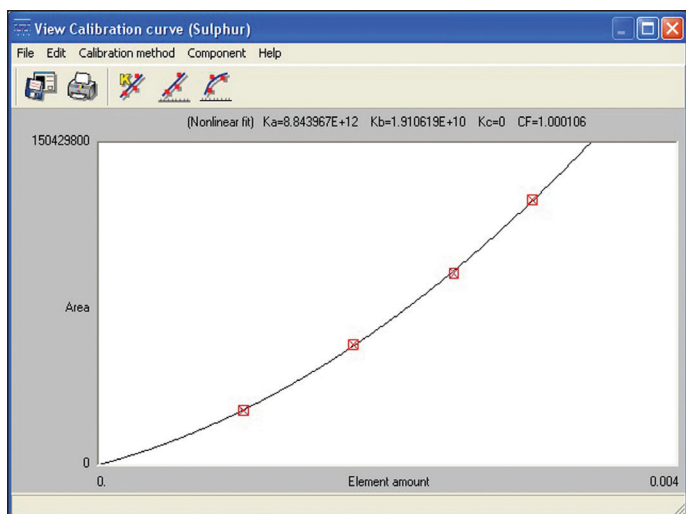 View Calibration curve (Sulphur)
File Edit Calibration method Component Help
K
(Nonlinear fit) Ka=8.843967E+12 Kb=1.910619E+10 Kc=0 CF=1.000106
150429800
Area
0
0. Element amount 0.004